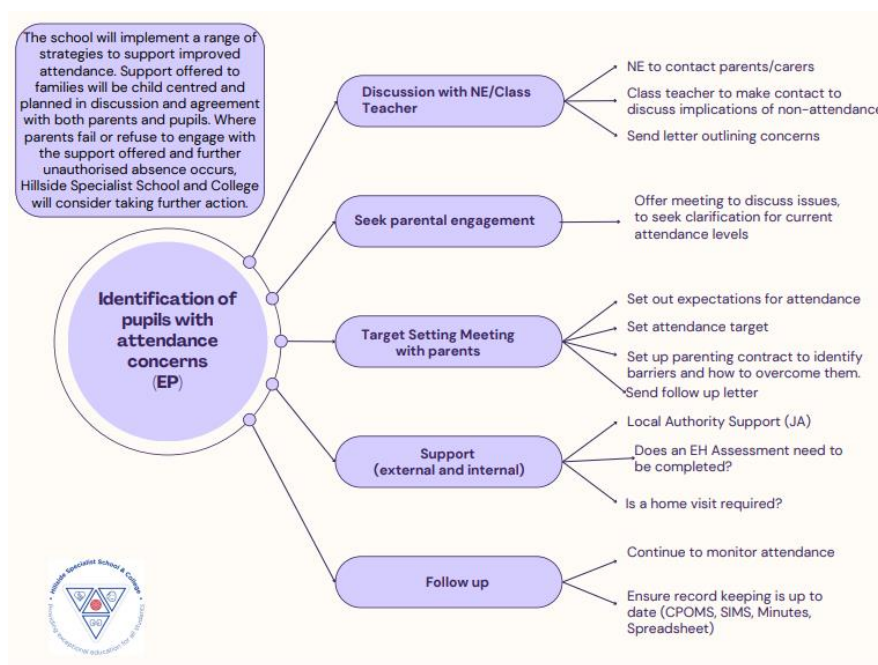 The school will implement a range of
strategies to support improved
attendance. Support offered to
families will be child centred and
planned in discussion and agreement
with both parents and pupils. Where
parents fail or refuse to engage with
the support offered and further
unauthorised absence occurs,
Hillside Specialist School and College
will consider taking further action.
Identification of
pupils with
attendance
concerns
(EP)
Discussion with NE/Class
Teacher
NE to contact parents/carers
Class teacher to make contact to
discuss implications of non-attendance
Send letter outlining concerns
Seek parental engagement
Offer meeting to discuss issues,
to seek clarification for current
attendance levels
Target Setting Meeting
with parents
Set out expectations for attendance
Set attendance target
Set up parenting contract to identify
barriers and how to overcome them.
Send follow up letter
Support
(external and internal)
Local Authority Support (JA)
Does an EH Assessment need to
be completed?
Is a home visit required?
Follow up
Continue to monitor attendance
Ensure record keeping is up to
date (CPOMS, SIMS, Minutes,
Spreadsheet)
Hillside Specialist School & College
Providing exceptional education for all students